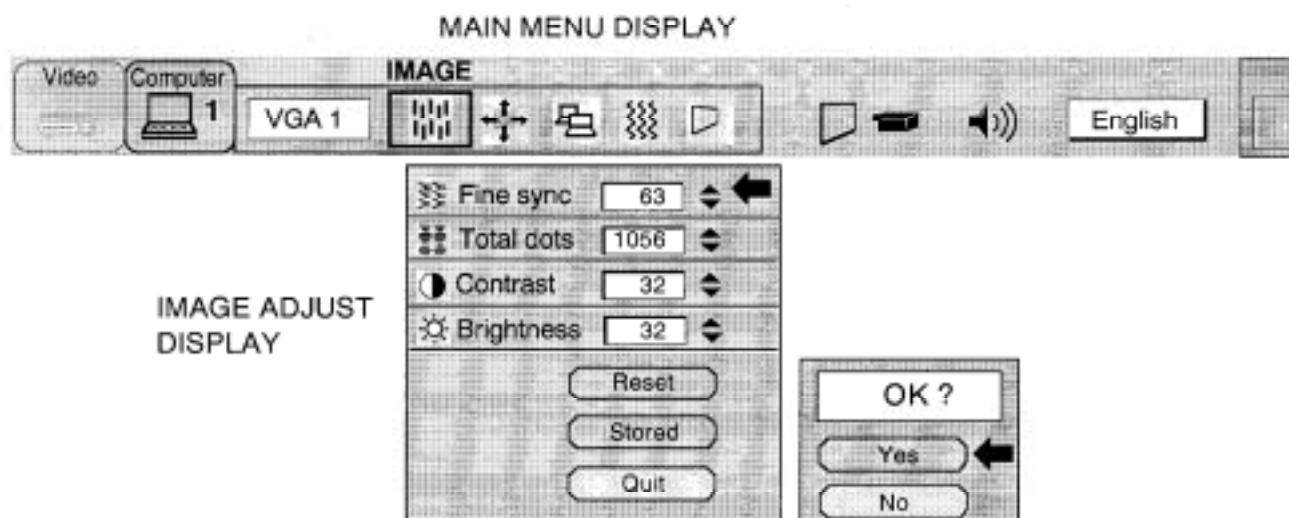 MAIN MENU DISPLAY
IMAGE
Video
Computer
1
VGA 1
English
Fine sync 63
Total dots 1056
Contrast 32
Brightness 32
IMAGE ADJUST
DISPLAY
Reset
Stored
Quit
OK ?
Yes
No